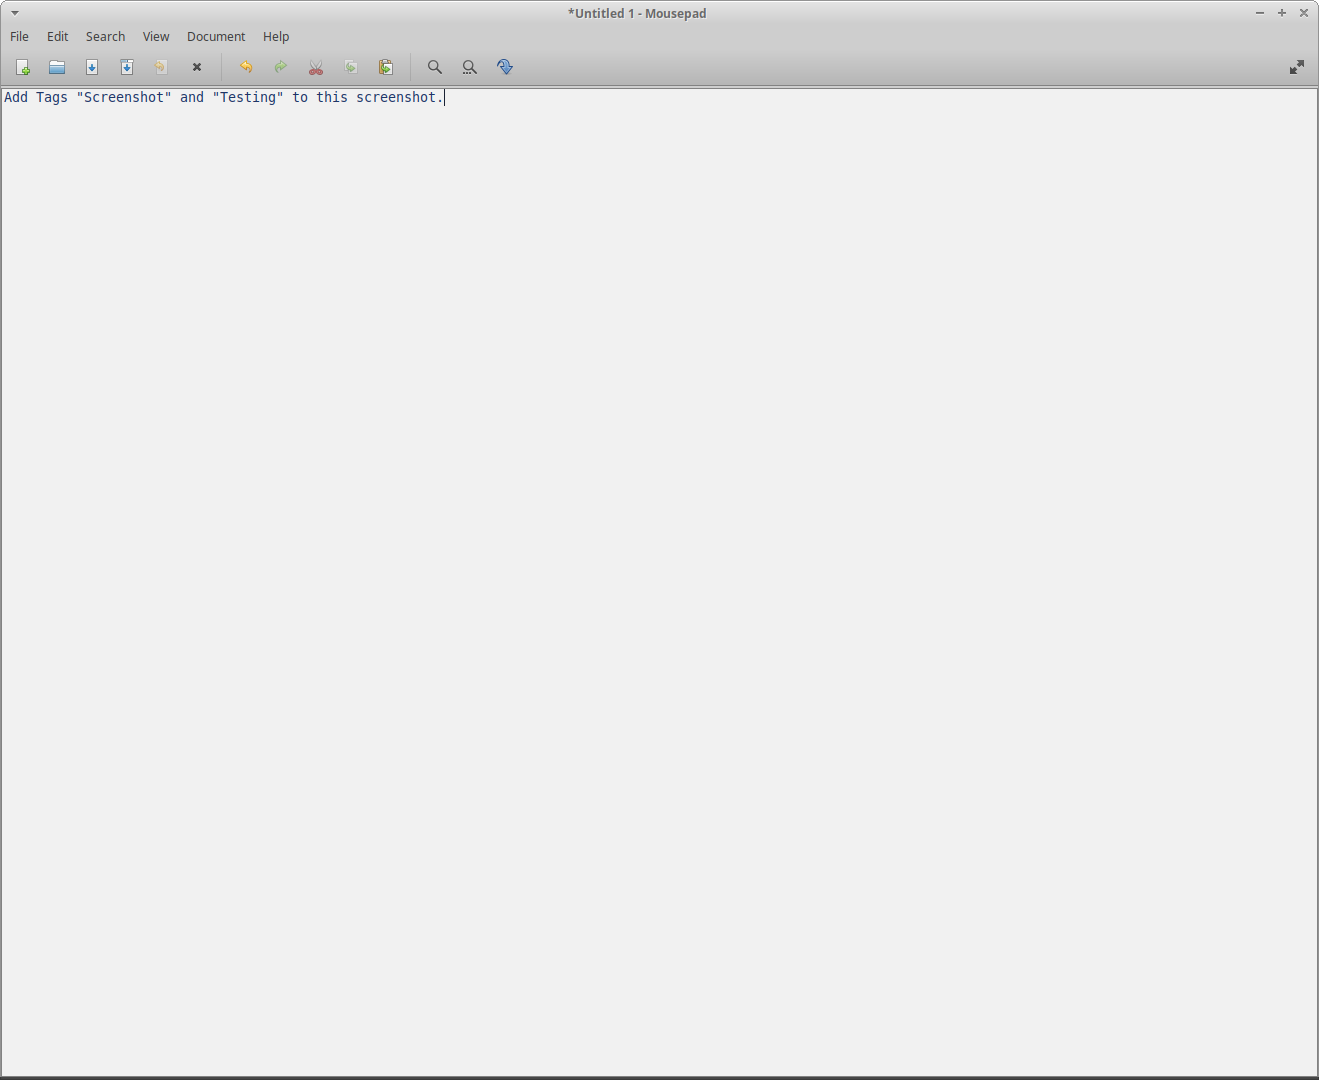 *Untitled 1 - Mousepad
File Edit Search View Document Help
Add Tags "Screenshot" and "Testing" to this screenshot.